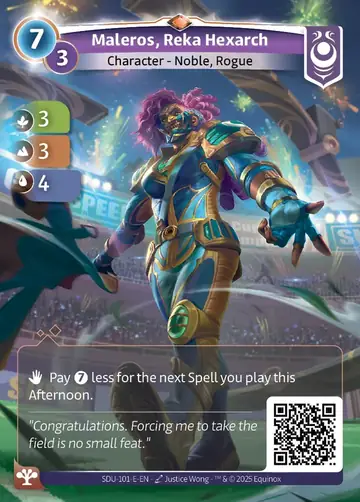 7
Maleros, Reka Hexarch
3
Character - Noble, Rogue
3
3
4
SPEE
Pay 7 less for the next Spell you play this
Afternoon.
"Congratulations. Forcing me to take the
field is no small feat."
SDU-101-E-EN - Justice Wong - ™ & © 2025 Equinox